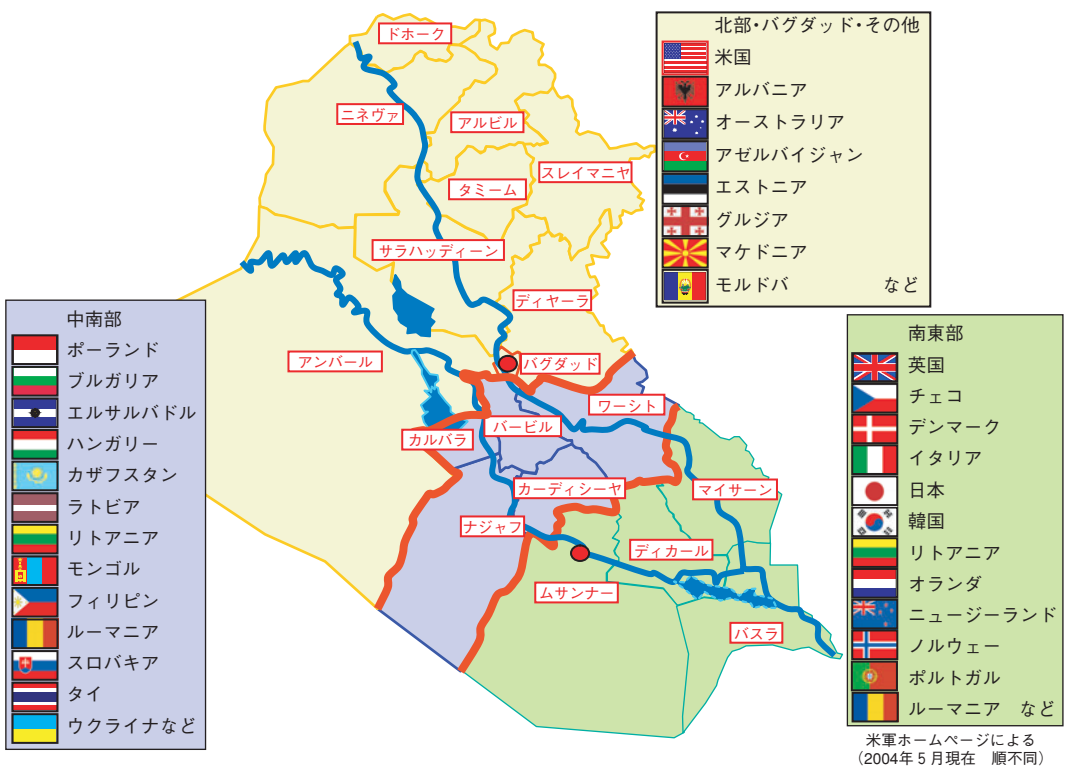 北部・バグダッド・その他
米国
アルバニア
オーストラリア
アゼルバイジャン
エストニア
グルジア
マケドニア
モルドバ　など
ドホーク
ニネヴァ
アルビル
スレイマニヤ
タミーム
サラハッディーン
ディヤーラ
アンバール
バグダッド
ワーシト
カルバラ
バービル
カーディシーヤ
マイサーン
ナジャフ
ディカール
ムサンナー
バスラ
中南部
ポーランド
ブルガリア
エルサルバドル
ハンガリー
カザフスタン
ラトビア
リトアニア
モンゴル
フィリピン
ルーマニア
スロバキア
タイ
ウクライナなど
南東部
英国
チェコ
デンマーク
イタリア
日本
韓国
リトアニア
オランダ
ニュージーランド
ノルウェー
ポルトガル
ルーマニア　など
米軍ホームページによる
（2004年５月現在　順不同）